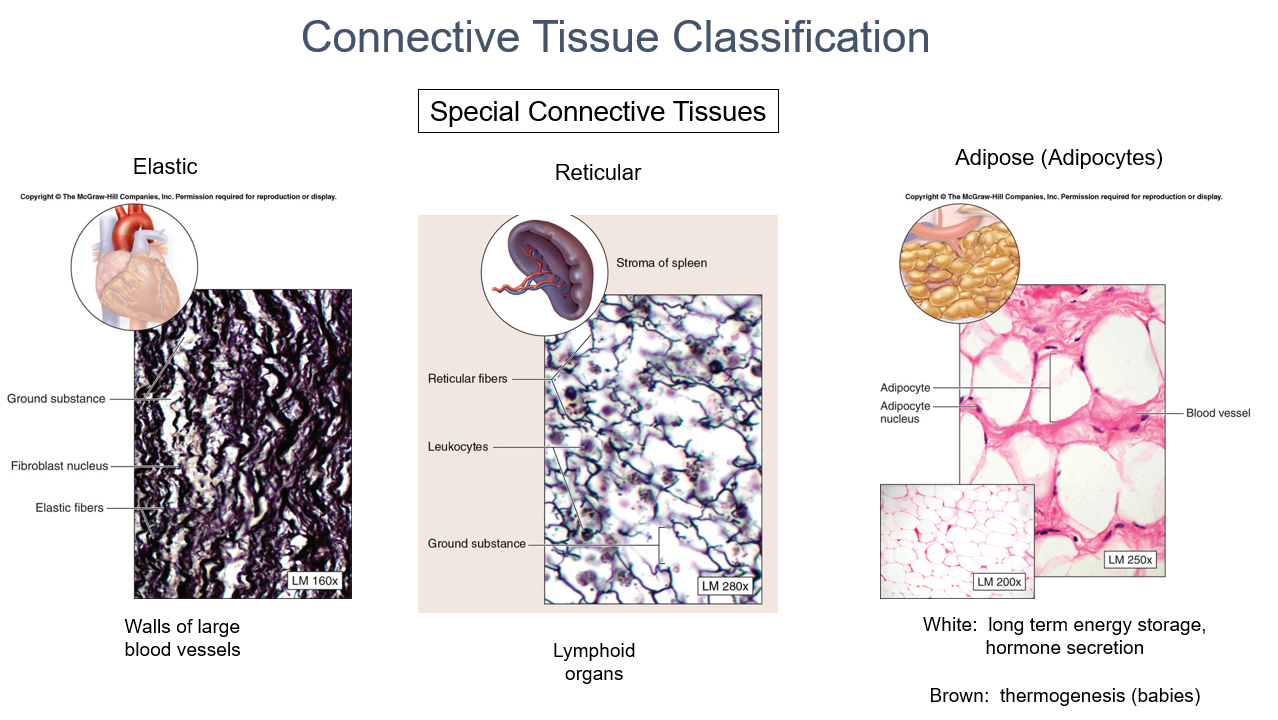 Connective Tissue Classification
Special Connective Tissues
Elastic
Copyright © The McGraw-Hill Companies, Inc. Permission required for reproduction or display.
Ground substance
Fibroblast nucleus
Elastic fibers
LM 160x
Walls of large
blood vessels
Reticular
Stroma of spleen
Reticular fibers
Leukocytes
Ground substance
LM 280x
Lymphoid
organs
Adipose (Adipocytes)
Copyright © The McGraw-Hill Companies, Inc. Permission required for reproduction or display.
Adipocyte
Adipocyte
nucleus
Blood vessel
LM 250x
LM 200x
White:  long term energy storage,
hormone secretion
Brown:  thermogenesis (babies)